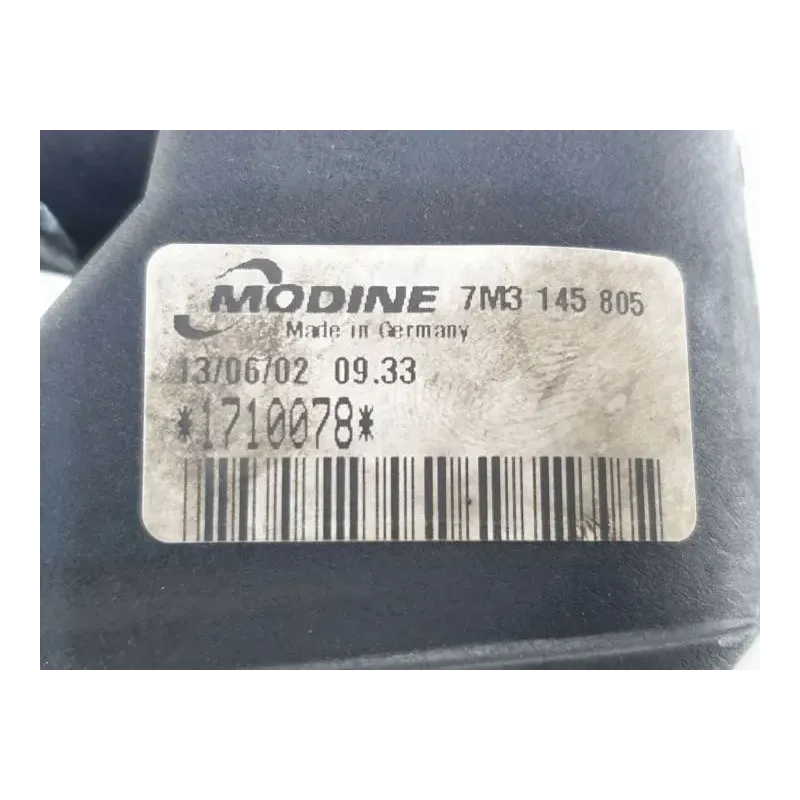 MODINE 7M3 145 805
Made in Germany
13/06/02 09.33
*1710078*